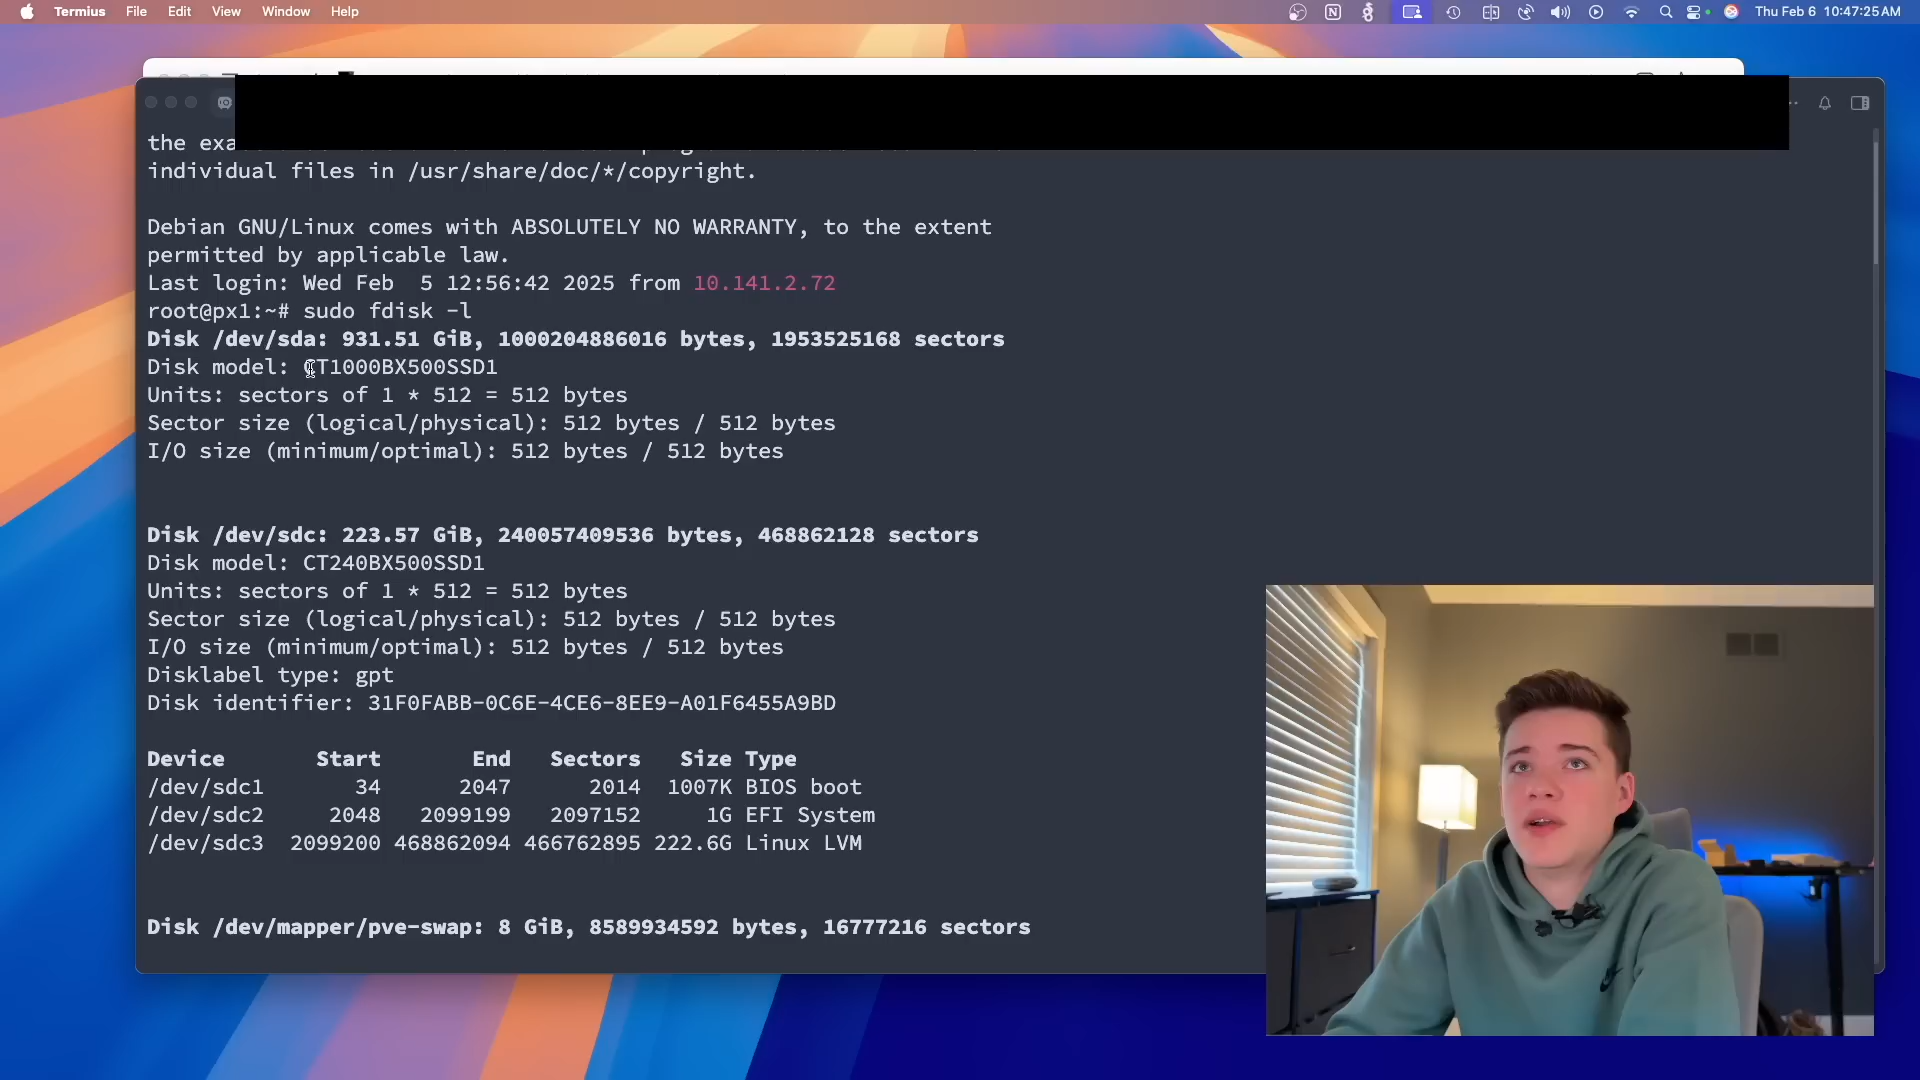 Termius File Edit View Window Help Thu Feb 6 10:47:25 AM
the exa
individual files in /usr/share/doc/*/copyright.
Debian GNU/Linux comes with ABSOLUTELY NO WARRANTY, to the extent
permitted by applicable law.
Last login: Wed Feb  5 12:56:42 2025 from 10.141.2.72
root@px1:~# sudo fdisk -l
Disk /dev/sda: 931.51 GiB, 1000204886016 bytes, 1953525168 sectors
Disk model: CT1000BX500SSD1
Units: sectors of 1 * 512 = 512 bytes
Sector size (logical/physical): 512 bytes / 512 bytes
I/O size (minimum/optimal): 512 bytes / 512 bytes
Disk /dev/sdc: 223.57 GiB, 240057409536 bytes, 468862128 sectors
Disk model: CT240BX500SSD1
Units: sectors of 1 * 512 = 512 bytes
Sector size (logical/physical): 512 bytes / 512 bytes
I/O size (minimum/optimal): 512 bytes / 512 bytes
Disklabel type: gpt
Disk identifier: 31F0FABB-0C6E-4CE6-8EE9-A01F6455A9BD
Device Start End Sectors Size Type
/dev/sdc1 34 2047 2014 1007K BIOS boot
/dev/sdc2 2048 2099199 2097152 1G EFI System
/dev/sdc3 2099200 468862094 466762895 222.6G Linux LVM
Disk /dev/mapper/pve-swap: 8 GiB, 8589934592 bytes, 16777216 sectors